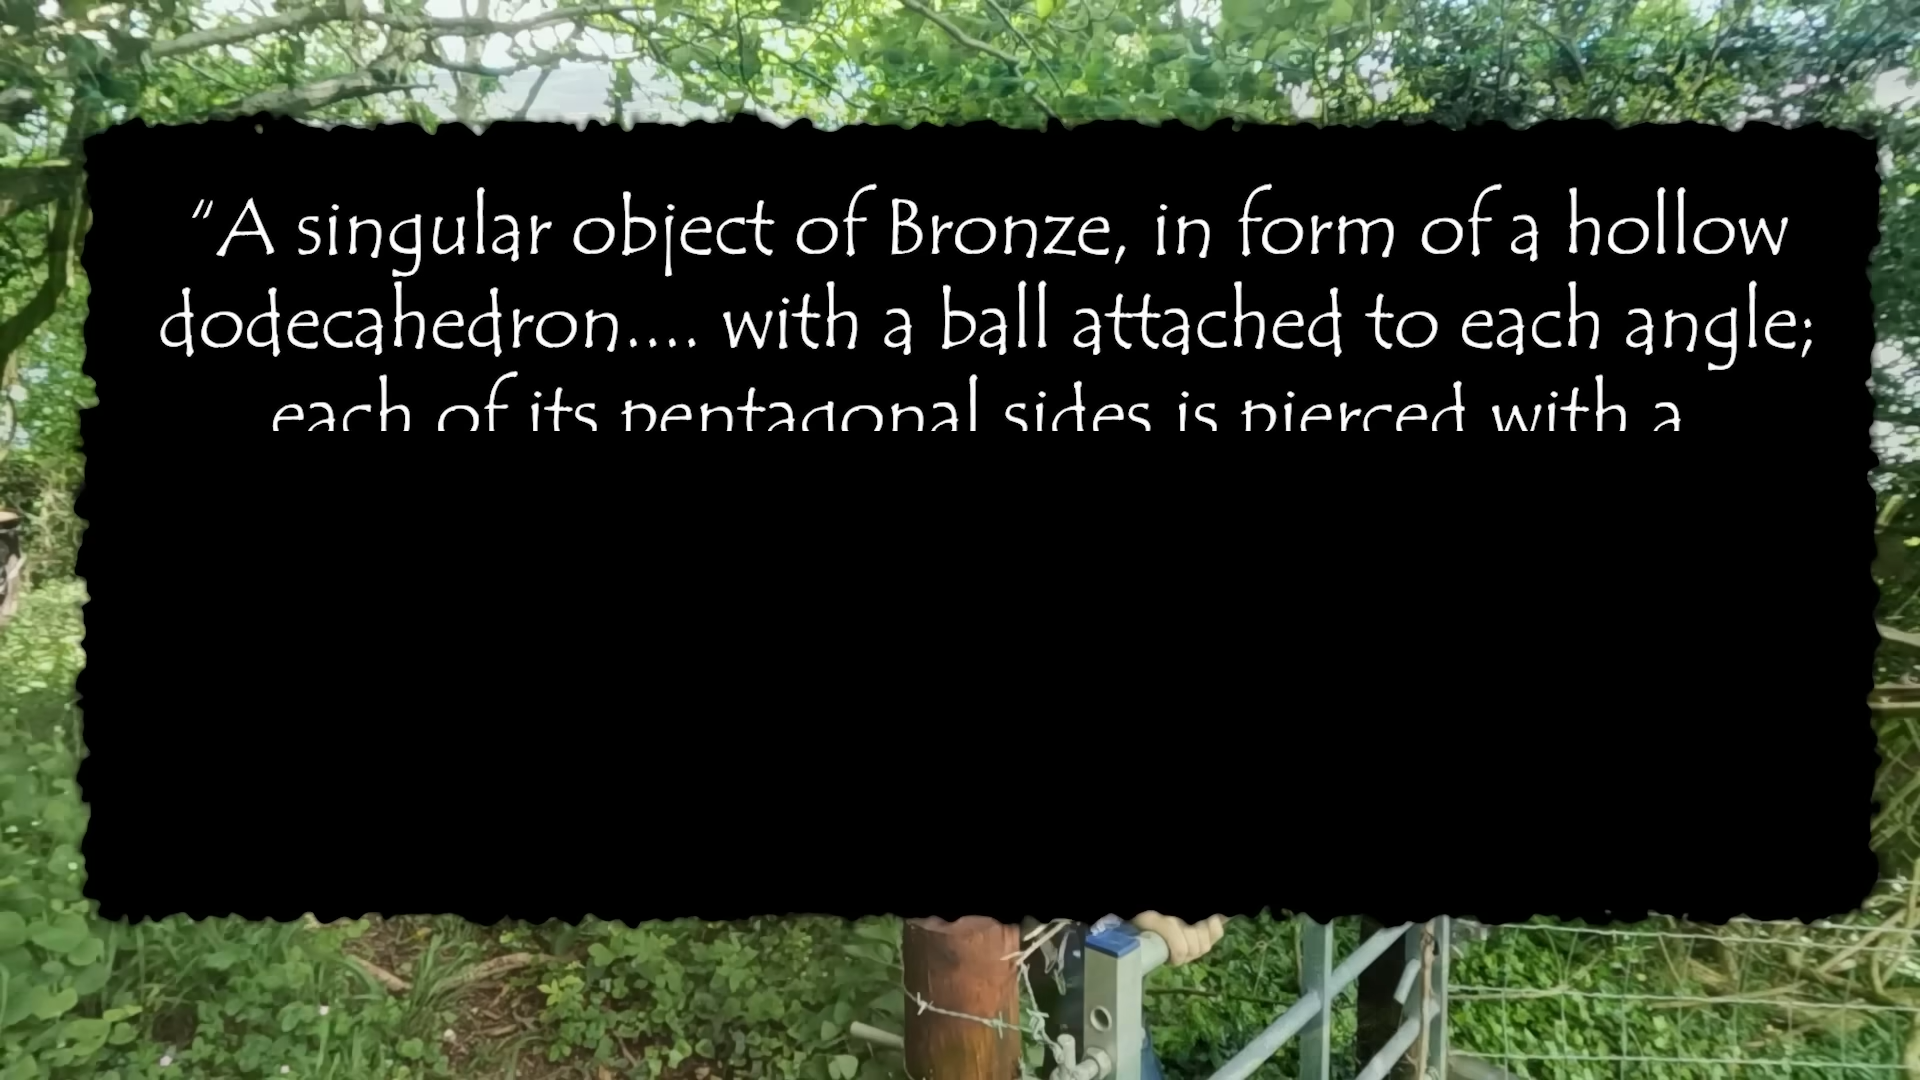 “A singular object of Bronze, in form of a hollow
dodecahedron.... with a ball attached to each angle;
each of its pentagonal sides is pierced with a